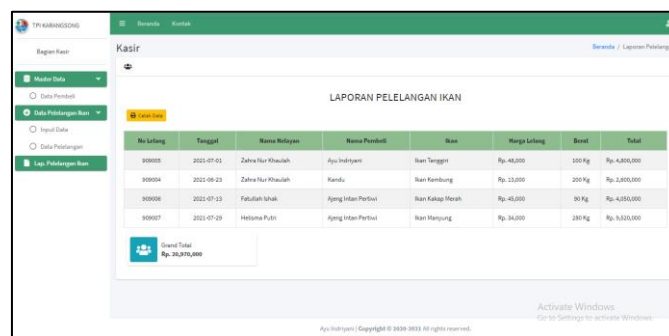 TPI KARANGSONG
Beranda Kontak
Bagian Kasir
Kasir
Beranda / Laporan Pelelang
Master Data
Data Pembeli
Data Pelelangan Ikan
Input Data
Data Pelelangan
Lap. Pelelangan Ikan
LAPORAN PELELANGAN IKAN
Cetak Data
No Lelang Tanggal Nama Nelayan Nama Pembeli Ikan Harga Lelang Berat Total
909005 2021-07-01 Zahra Nur Khaulah Ayu Indriyani Ikan Tenggiri Rp. 48,000 100 Kg Rp. 4,800,000
909004 2021-06-23 Zahra Nur Khaulah Kandu Ikan Kembung Rp. 13,000 200 Kg Rp. 2,600,000
909006 2021-07-13 Fatullah Ishak Ajeng Intan Pertiwi Ikan Kakap Merah Rp. 45,000 90 Kg Rp. 4,050,000
909007 2021-07-29 Helisma Putri Ajeng Intan Pertiwi Ikan Manyung Rp. 34,000 280 Kg Rp. 9,520,000
Grand Total
Rp. 20,970,000
Activate Windows
Go to Settings to activate Windows.
Ayu Indriyani | Copyright © 2020-2021 All rights reserved.